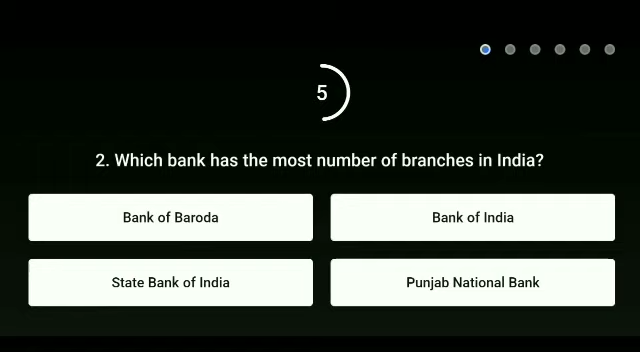 5
2. Which bank has the most number of branches in India?
Bank of Baroda
Bank of India
State Bank of India
Punjab National Bank